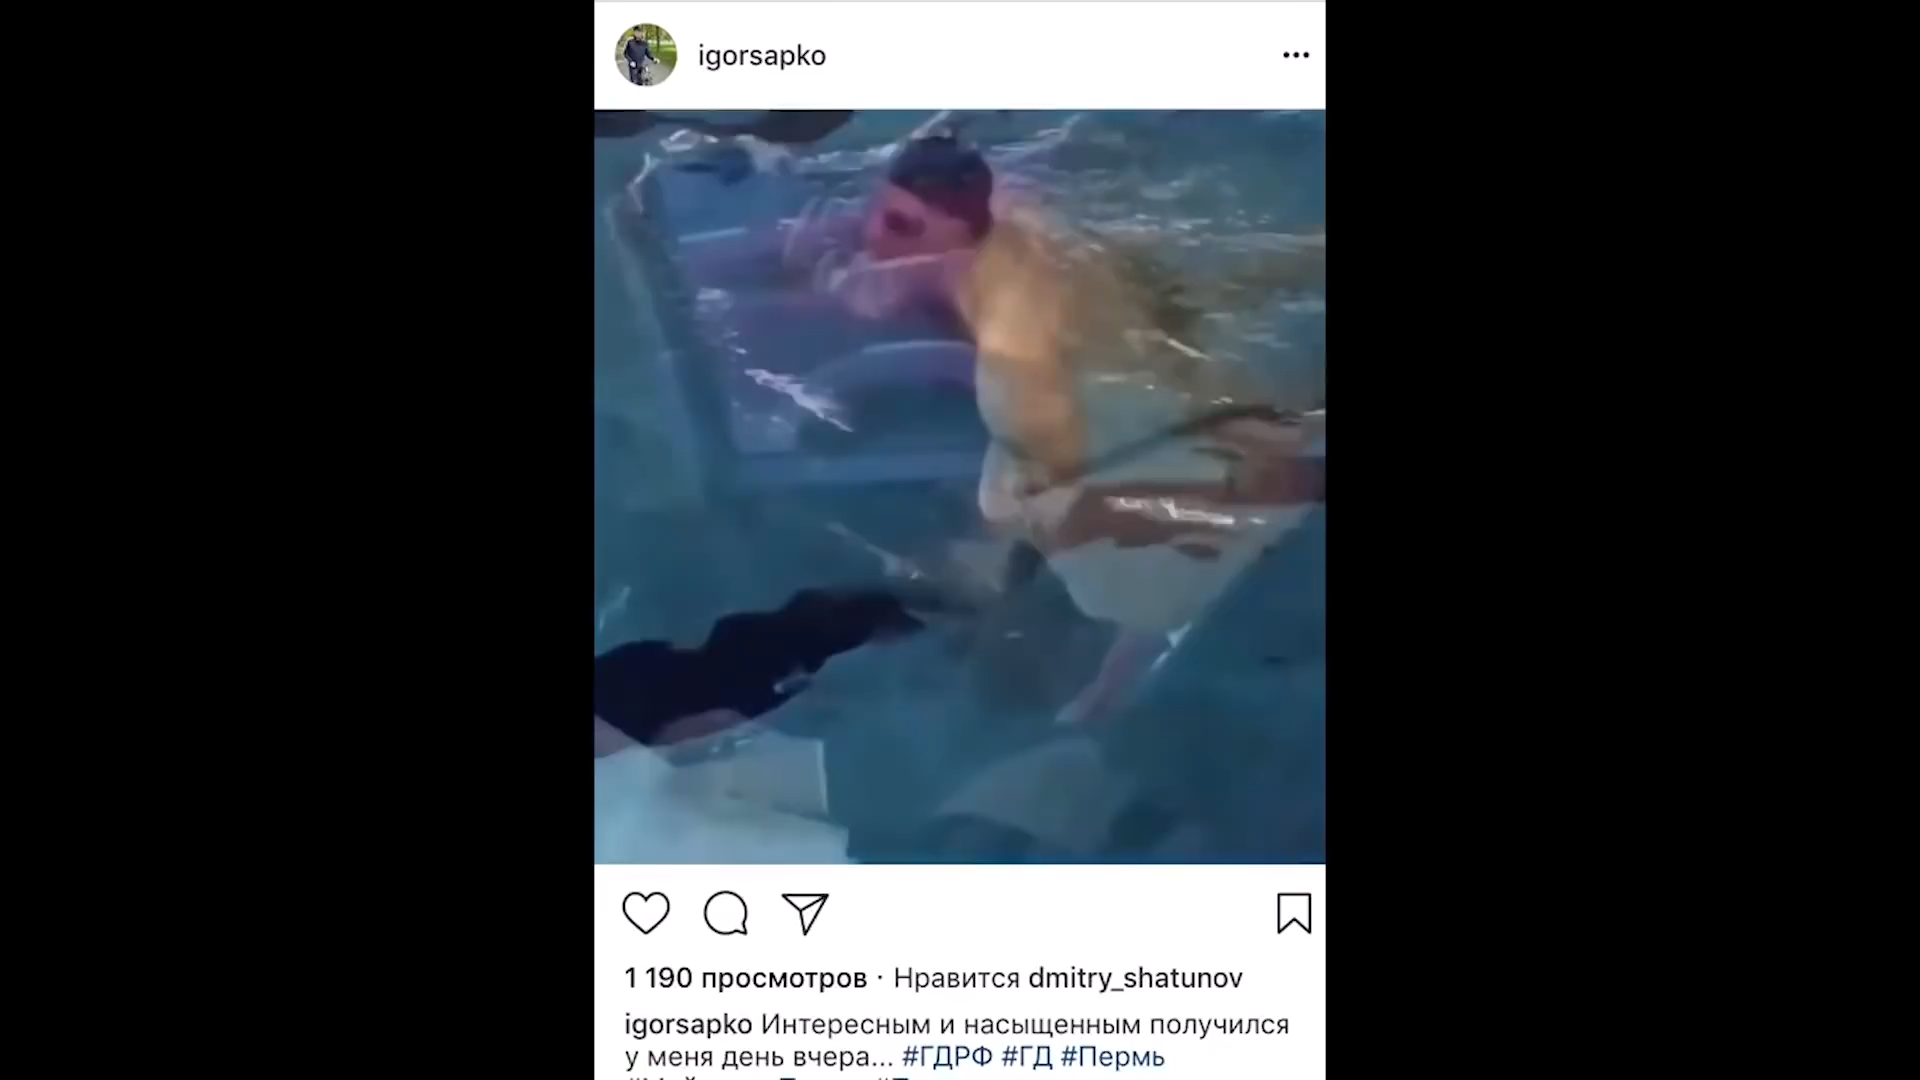 igorsapko
1 190 просмотров · Нравится dmitry_shatunov
igorsapko Интересным и насыщенным получился
у меня день вчера... #ГДРФ #ГД #Пермь